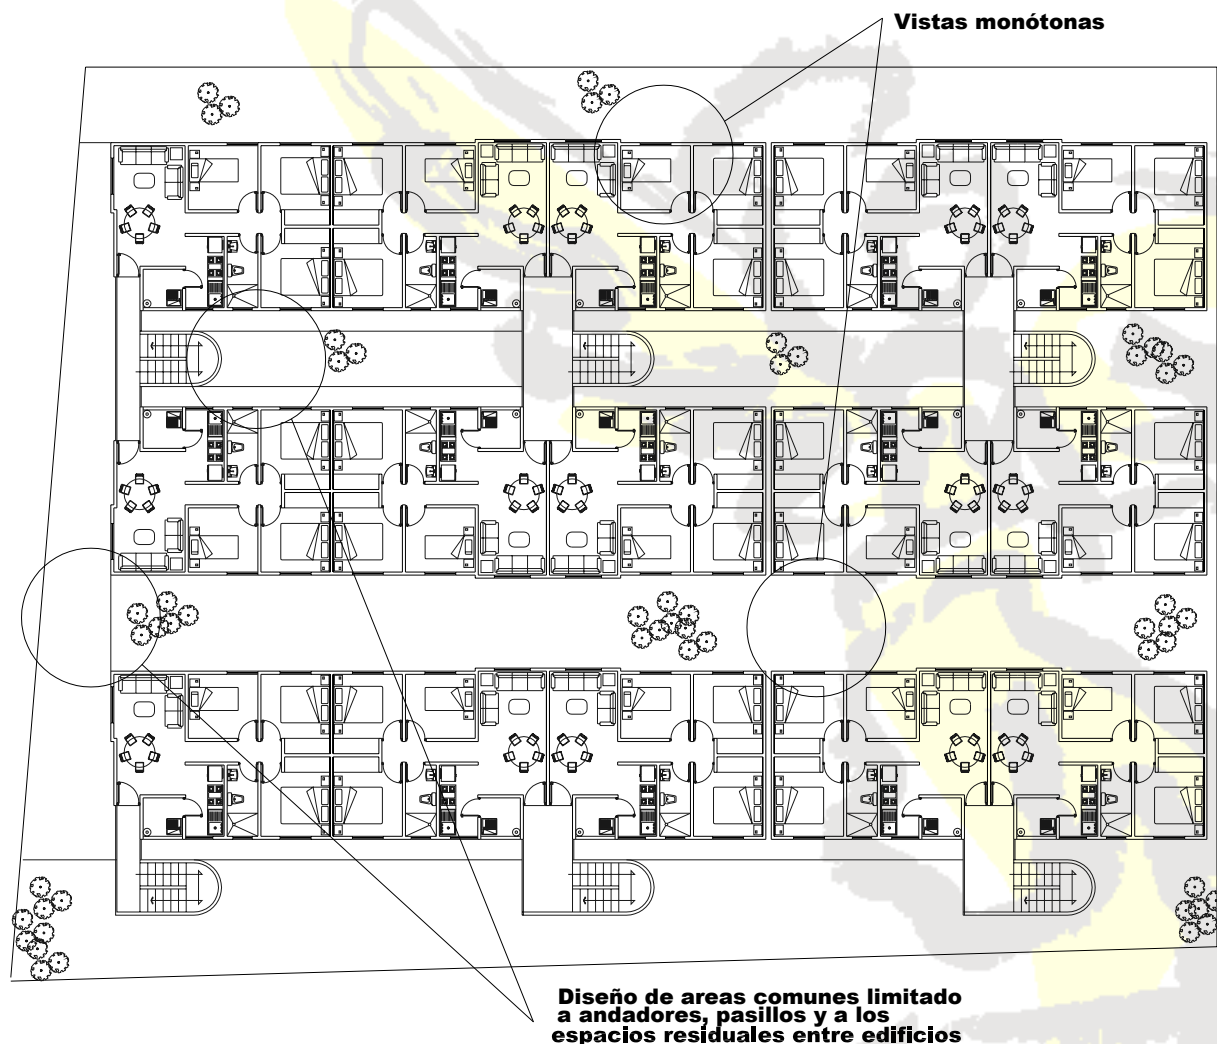 Vistas monótonas
Diseño de areas comunes limitado
a andadores, pasillos y a los
espacios residuales entre edificios